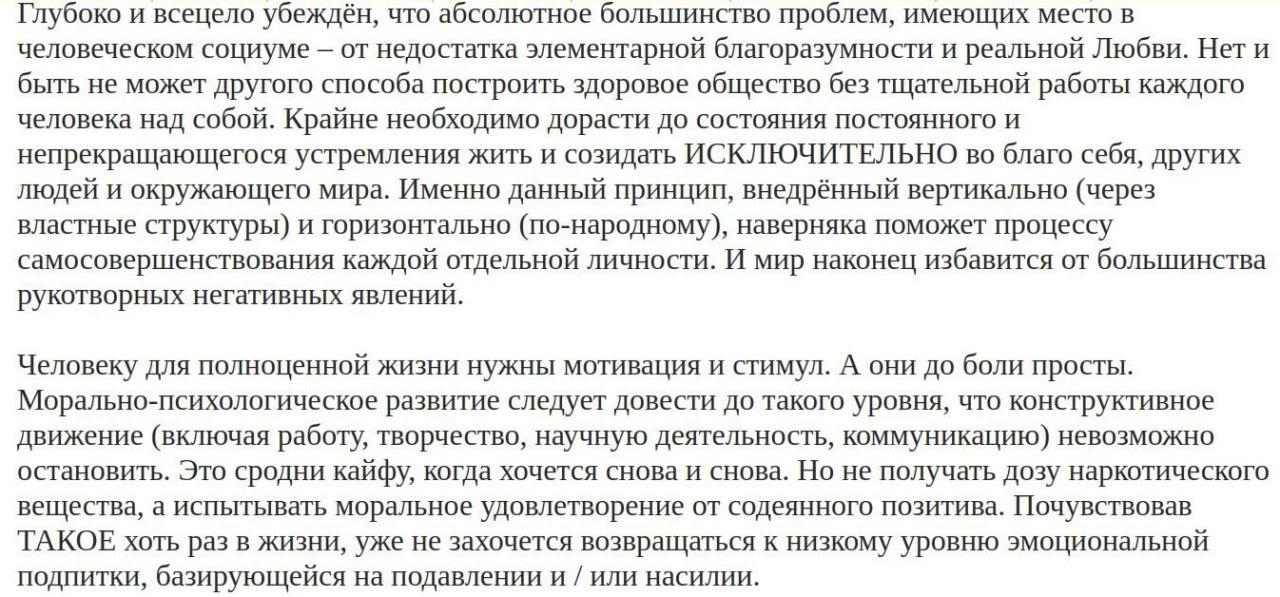 Глубоко и всецело убеждён, что абсолютное большинство проблем, имеющих место в
человеческом социуме – от недостатка элементарной благоразумности и реальной Любви. Нет и
быть не может другого способа построить здоровое общество без тщательной работы каждого
человека над собой. Крайне необходимо дорасти до состояния постоянного и
непрекращающегося устремления жить и созидать ИСКЛЮЧИТЕЛЬНО во благо себя, других
людей и окружающего мира. Именно данный принцип, внедрённый вертикально (через
властные структуры) и горизонтально (по-народному), наверняка поможет процессу
самосовершенствования каждой отдельной личности. И мир наконец избавится от большинства
рукотворных негативных явлений.

Человеку для полноценной жизни нужны мотивация и стимул. А они до боли просты.
Морально-психологическое развитие следует довести до такого уровня, что конструктивное
движение (включая работу, творчество, научную деятельность, коммуникацию) невозможно
остановить. Это сродни кайфу, когда хочется снова и снова. Но не получать дозу наркотического
вещества, а испытывать моральное удовлетворение от содеянного позитива. Почувствовав
ТАКОЕ хоть раз в жизни, уже не захочется возвращаться к низкому уровню эмоциональной
подпитки, базирующейся на подавлении и / или насилии.